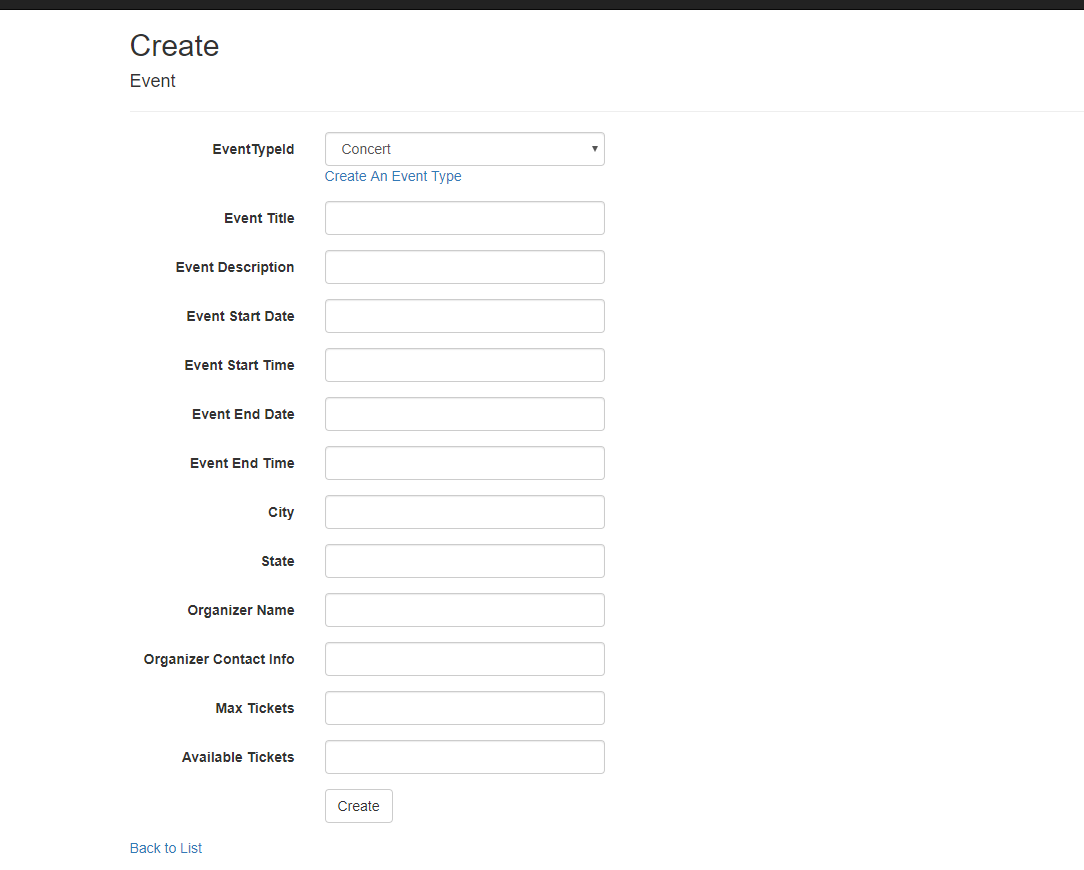 Create
Event
EventTypeId Concert
Create An Event Type
Event Title
Event Description
Event Start Date
Event Start Time
Event End Date
Event End Time
City
State
Organizer Name
Organizer Contact Info
Max Tickets
Available Tickets
Create
Back to List